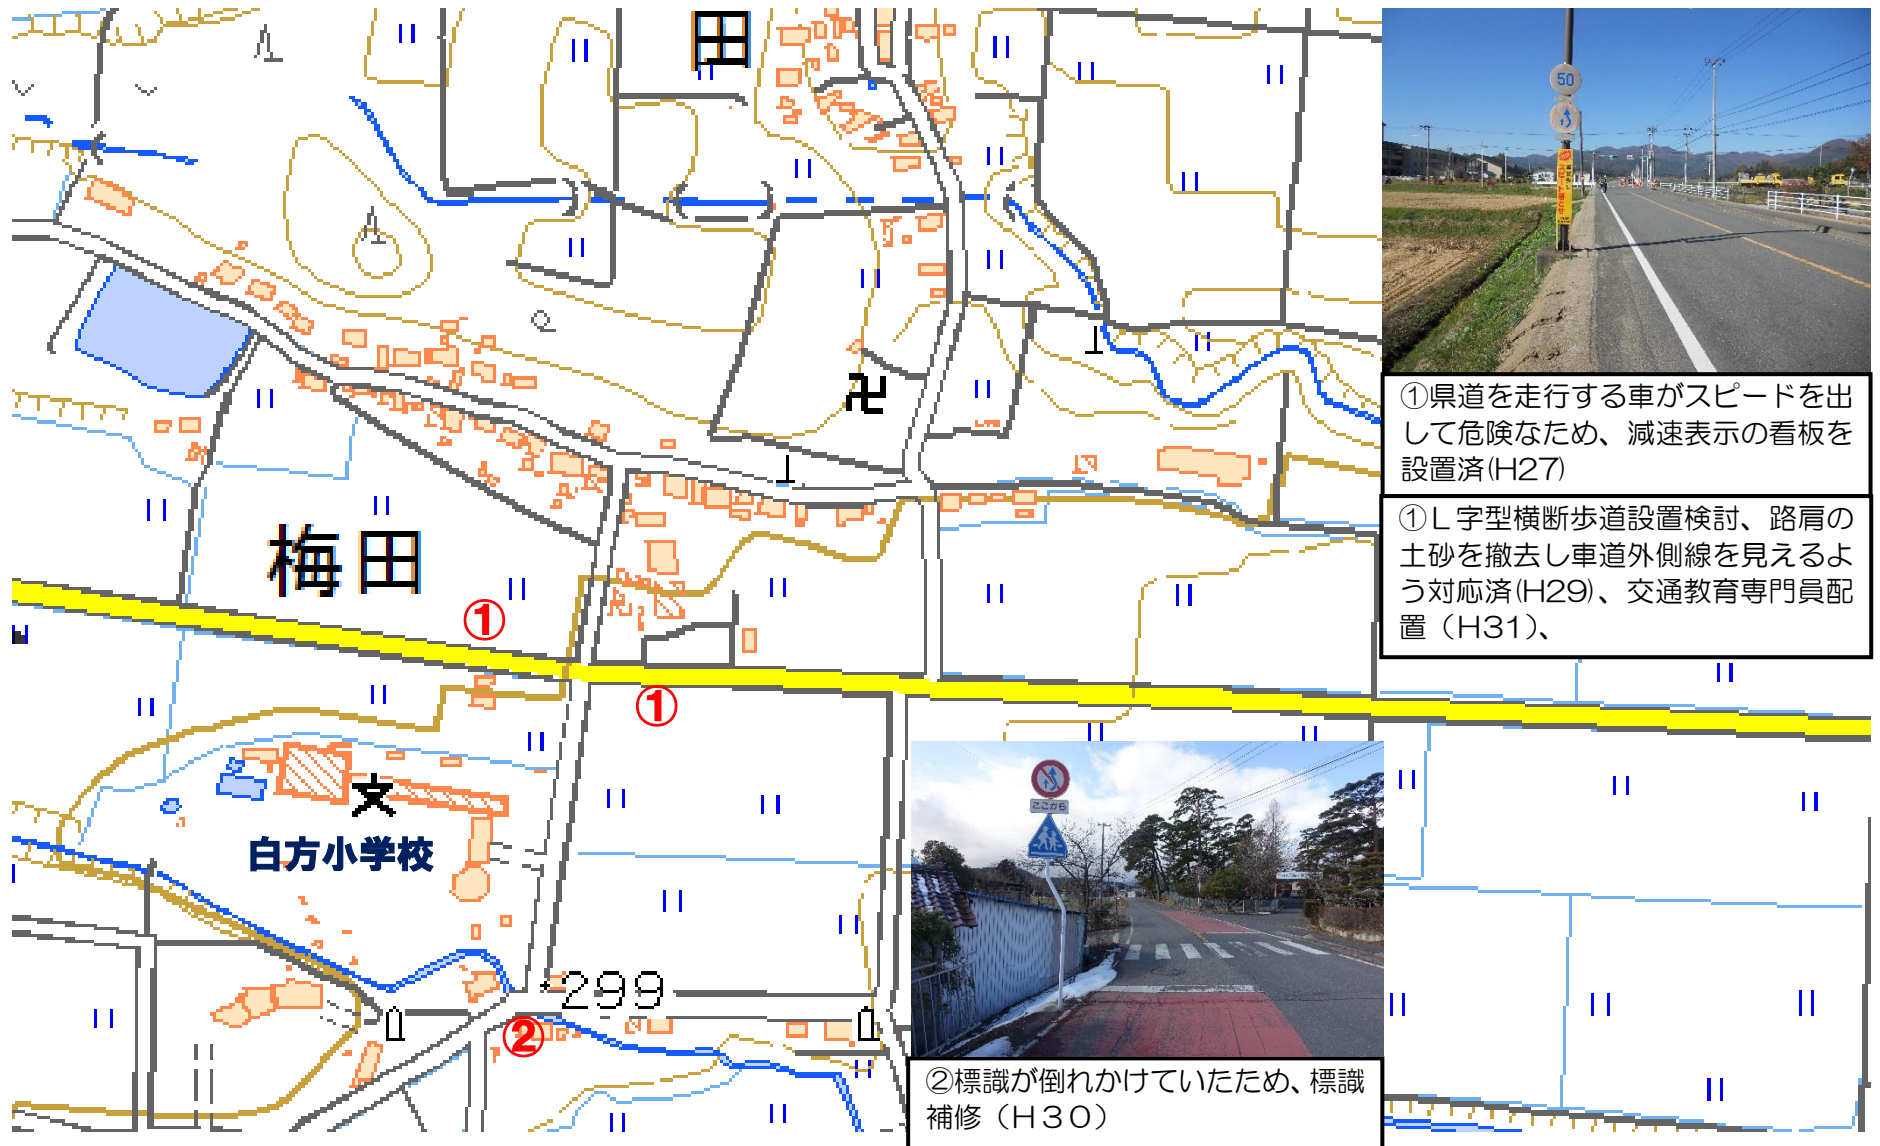 田
50
①県道を走行する車がスピードを出
して危険なため、減速表示の看板を
設置済(H27)
①L字型横断歩道設置検討、路肩の
土砂を撤去し車道外側線を見えるよ
う対応済(H29)、交通教育専門員配
置（H31）、
梅田
①
①
白方小学校
299
②
ここから
②標識が倒れかけていたため、標識
補修（H30）